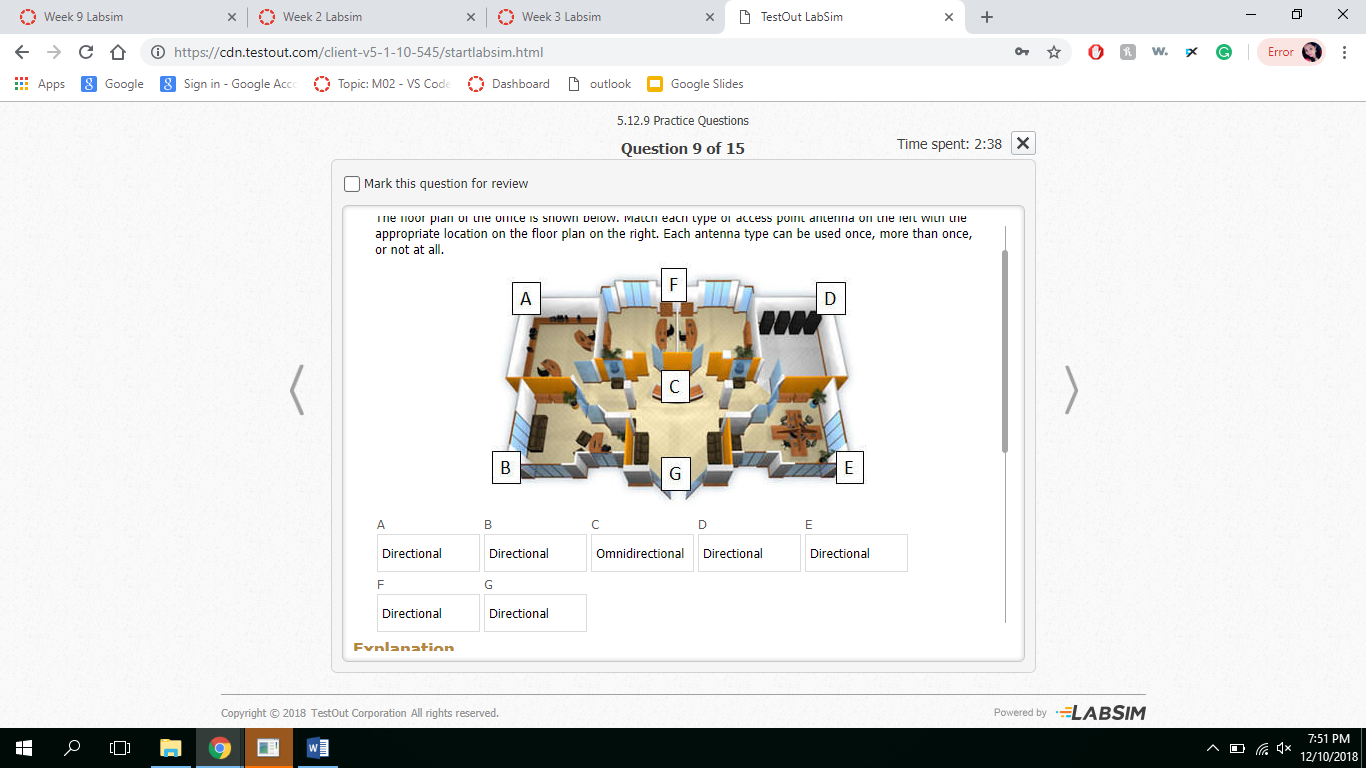 Week 9 Labsim
Week 2 Labsim
Week 3 Labsim
TestOut LabSim
https://cdn.testout.com/client-v5-1-10-545/startlabsim.html
Error
Apps
Google
Sign in - Google Acc
Topic: M02 - VS Code
Dashboard
outlook
Google Slides
5.12.9 Practice Questions
Question 9 of 15
Time spent: 2:38
Mark this question for review
The floor plan of the office is shown below. Match each type of access point antenna on the left with the
appropriate location on the floor plan on the right. Each antenna type can be used once, more than once,
or not at all.
A
F
D
C
B
G
E
A B C D E
Directional Directional Omnidirectional Directional Directional
F G
Directional Directional
Explanation
Copyright © 2018 TestOut Corporation All rights reserved.
Powered by LABSIM
7:51 PM
12/10/2018